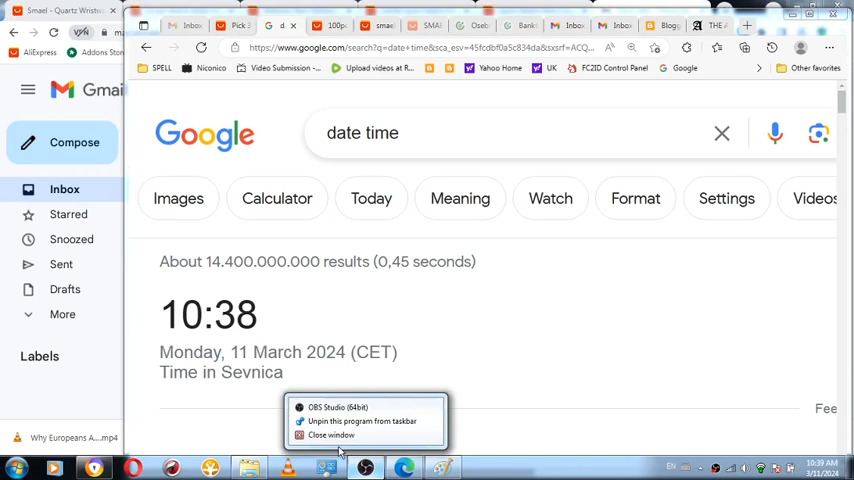 Smael - Quartz Wristw
Inbox
Pick 3
d
100pc
smael
SMAE
Oseb
Bank
Inbox
Inbox
Blogg
THE A
https://www.google.com/search?q=date+time&sca_esv=45fcdbf0a5c834da&sxsrf=ACQ...
AliExpress
Addons Store
SPELL
Niconico
Video Submission -...
Upload videos at R...
Yahoo Home
UK
FC2ID Control Panel
Google
Other favorites
Gmai
Google
date time
Compose
Images
Calculator
Today
Meaning
Watch
Format
Settings
Videos
Inbox
Starred
Snoozed
Sent
Drafts
More
Labels
About 14.400.000.000 results (0,45 seconds)
10:38
Monday, 11 March 2024 (CET)
Time in Sevnica
Fee
OBS Studio (64bit)
Unpin this program from taskbar
Close window
Why Europeans A....mp4
EN
10:39 AM
3/11/2024